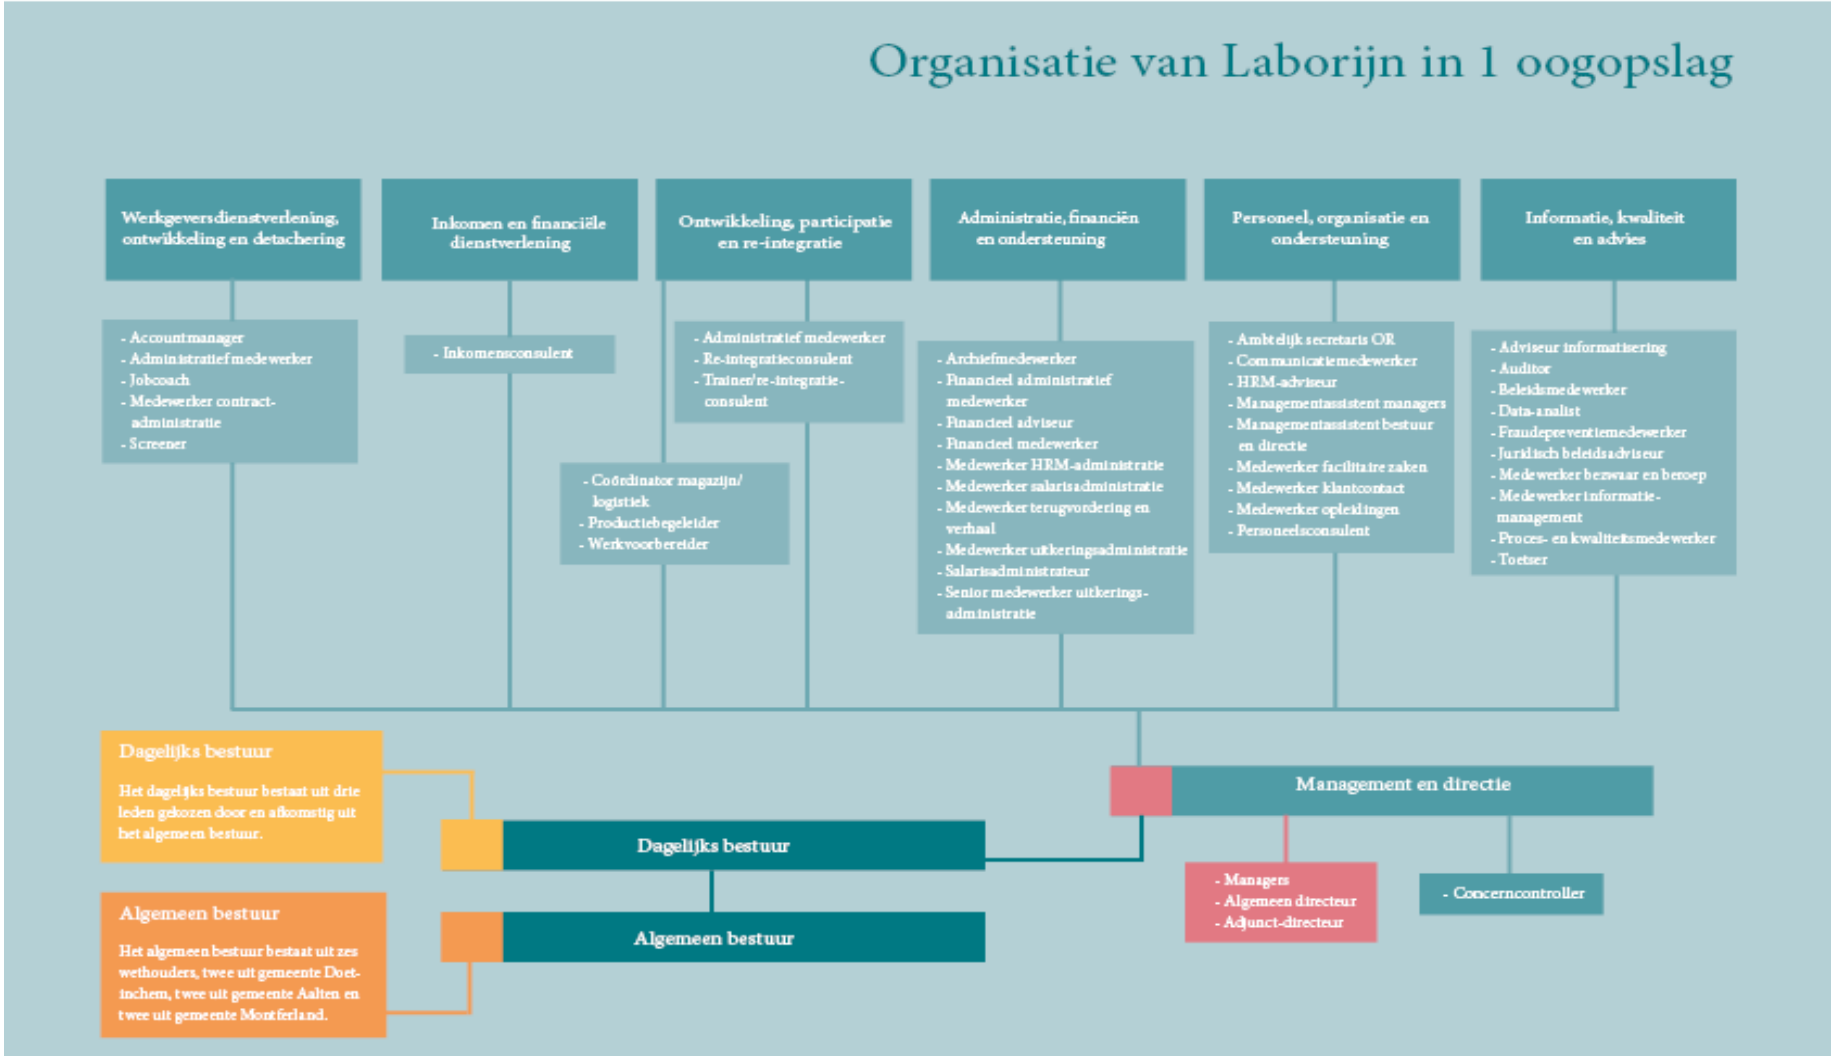 Organisatie van Laborijn in 1 oogopslag
Werkgeversdienstverlening,
ontwikkeling en detachering
- Accountmanager
- Administratief medewerker
- Jobcoach
- Medewerker contract-
administratie
- Screener
Inkomen en financiële
dienstverlening
- Inkomensconsulent
Ontwikkeling, participatie
en re-integratie
- Administratief medewerker
- Re-integratieconsulent
- Trainer/re-integratie-
consulent
- Coördinator magazijn/
logistiek
- Productiebegeleider
- Werkvoorbereider
Administratie, financiën
en ondersteuning
- Archiefmedewerker
- Financieel administratief
medewerker
- Financieel adviseur
- Financieel medewerker
- Medewerker HRM-administratie
- Medewerker salarisadministratie
- Medewerker terugvordering en
verhaal
- Medewerker uitkeringsadministratie
- Salarisadministrateur
- Senior medewerker uitkerings-
administratie
Personeel, organisatie en
ondersteuning
- Ambtelijk secretaris OR
- Communicatiemedewerker
- HRM-adviseur
- Managementassistent managers
- Managementassistent bestuur
en directie
- Medewerker facilitaire zaken
- Medewerker klantcontact
- Medewerker opleidingen
- Personeelsconsulent
Informatie, kwaliteit
en advies
- Adviseur informatisering
- Auditor
- Beleidsmedewerker
- Data-analist
- Fraudepreventiemedewerker
- Juridisch beleidsadviseur
- Medewerker bezwaar en beroep
- Medewerker informatie-
management
- Proces- en kwaliteitsmedewerker
- Toetser
Dagelijks bestuur
Het dagelijks bestuur bestaat uit drie
leden gekozen door en afkomstig uit
het algemeen bestuur.
Algemeen bestuur
Het algemeen bestuur bestaat uit zes
wethouders, twee uit gemeente Doet-
inchem, twee uit gemeente Aalten en
twee uit gemeente Montferland.
Dagelijks bestuur
Algemeen bestuur
Management en directie
- Managers
- Algemeen directeur
- Adjunct-directeur
- Concerncontroller